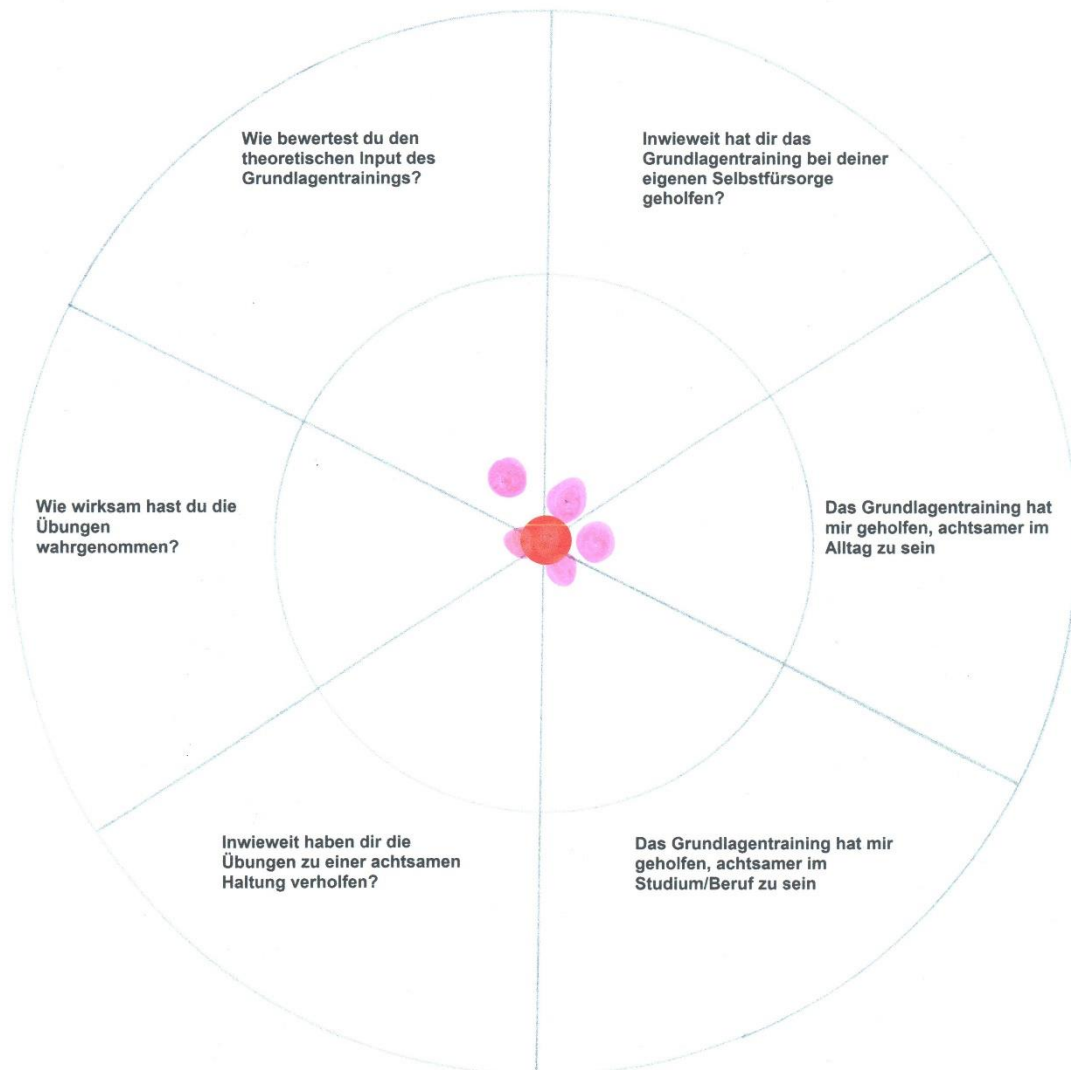 Wie bewertest du den
theoretischen Input des
Grundlagentrainings?
Inwieweit hat dir das
Grundlagentraining bei deiner
eigenen Selbstfürsorge
geholfen?
Wie wirksam hast du die
Übungen
wahrgenommen?
Das Grundlagentraining hat
mir geholfen, achtsamer im
Alltag zu sein
Inwieweit haben dir die
Übungen zu einer achtsamen
Haltung verholfen?
Das Grundlagentraining hat mir
geholfen, achtsamer im
Studium/Beruf zu sein